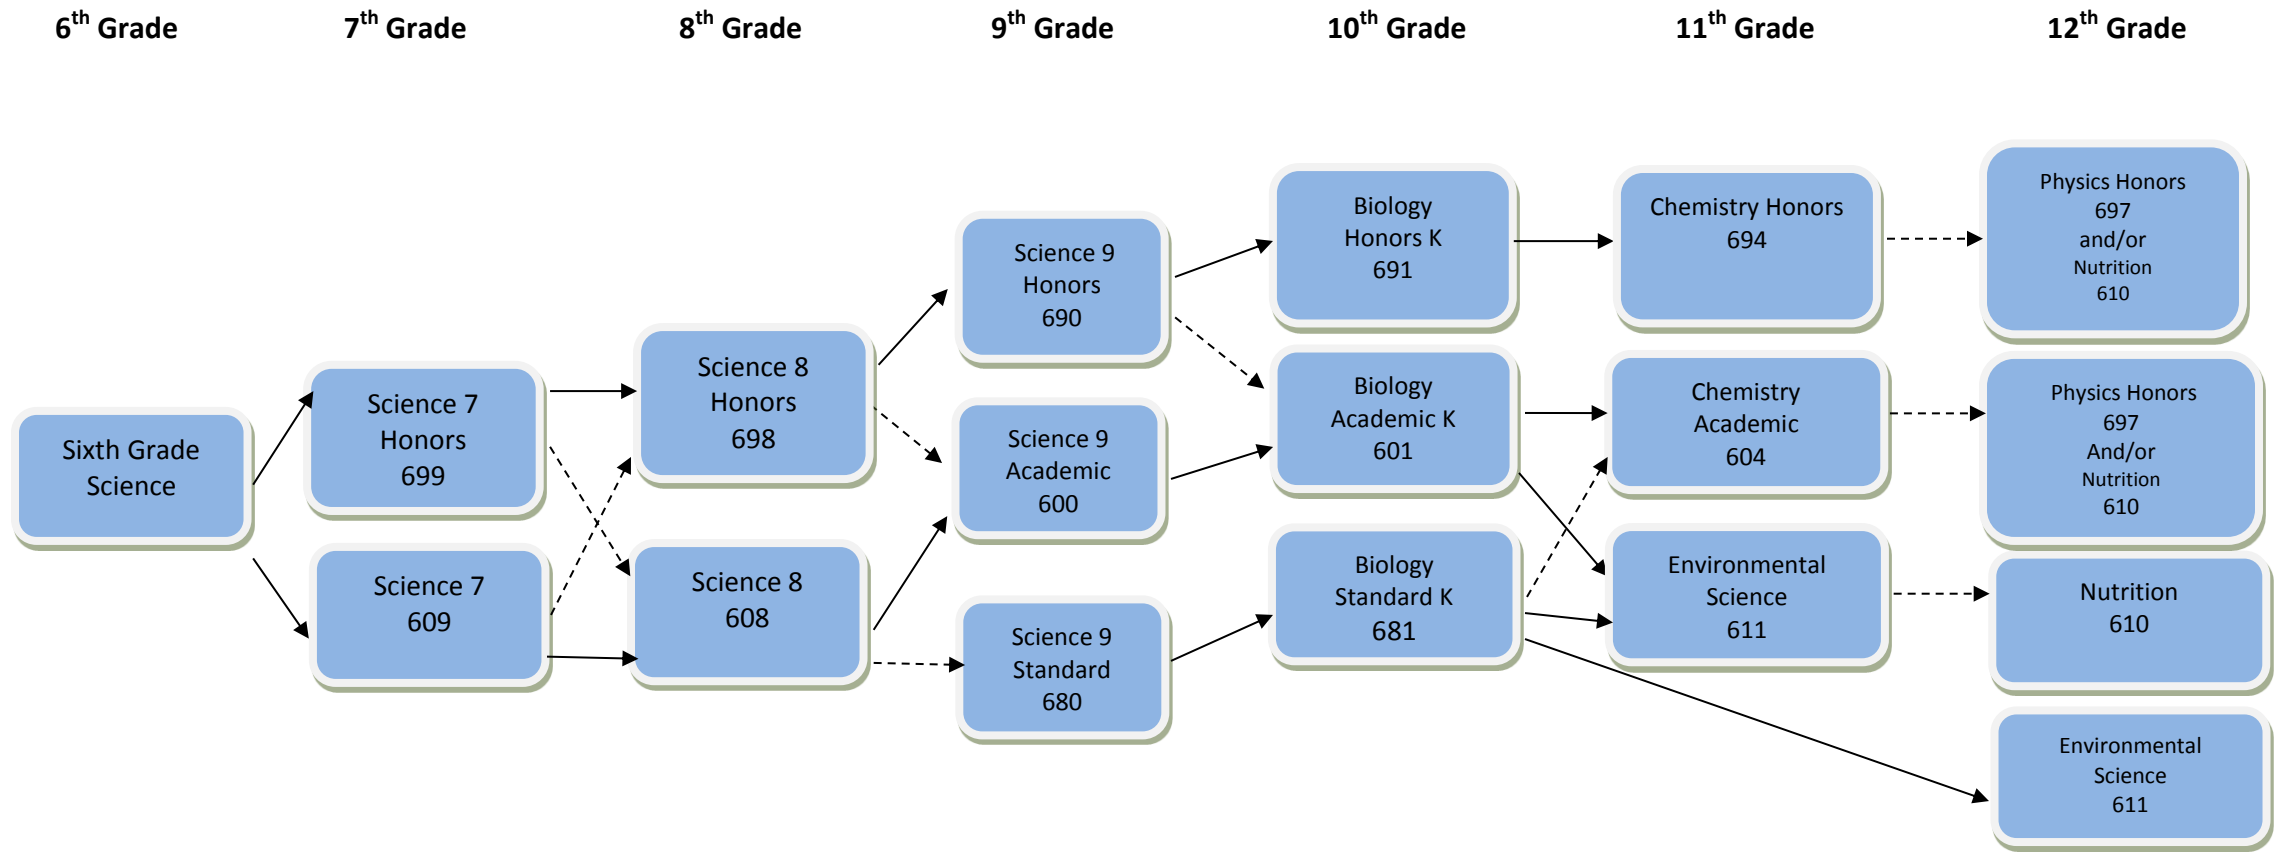 6th Grade
7th Grade
8th Grade
9th Grade
10th Grade
11th Grade
12th Grade
Sixth Grade
Science
Science 7
Honors
699
Science 7
609
Science 8
Honors
698
Science 8
608
Science 9
Honors
690
Science 9
Academic
600
Science 9
Standard
680
Biology
Honors K
691
Biology
Academic K
601
Biology
Standard K
681
Chemistry Honors
694
Chemistry
Academic
604
Environmental
Science
611
Physics Honors
697
and/or
Nutrition
610
Physics Honors
697
And/or
Nutrition
610
Nutrition
610
Environmental
Science
611